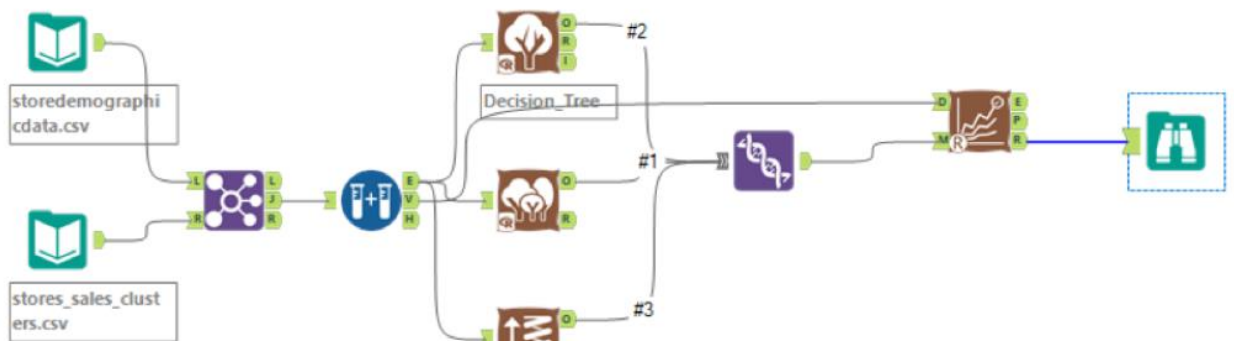 storedemographi
cdata.csv
stores_sales_clust
ers.csv
L
R
L
J
R
E
V
H
O
R
I
Decision_Tree
R
O
R
R
O
#2
#1
#3
D
M
R
E
P
R